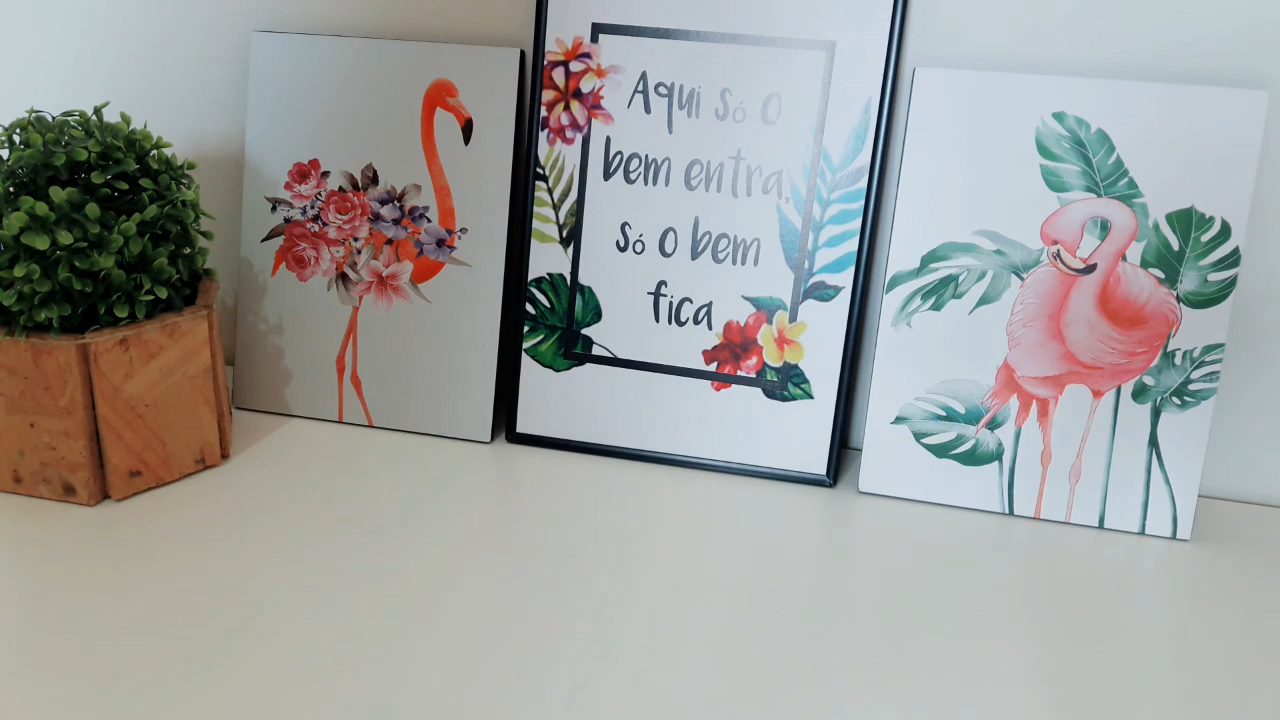 Aqui só o
bem entra,
só o bem
fica